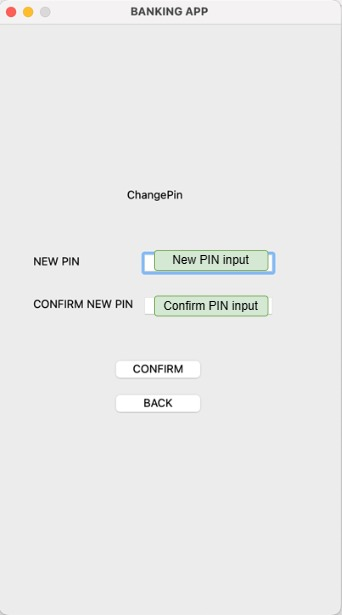 BANKING APP
ChangePin
NEW PIN New PIN input
CONFIRM NEW PIN Confirm PIN input
CONFIRM
BACK